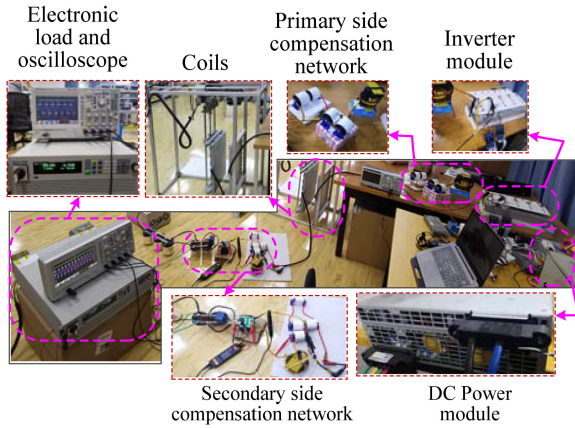 Electronic
load and
oscilloscope
Coils
Primary side
compensation
network
Inverter
module
Secondary side
compensation network
DC Power
module